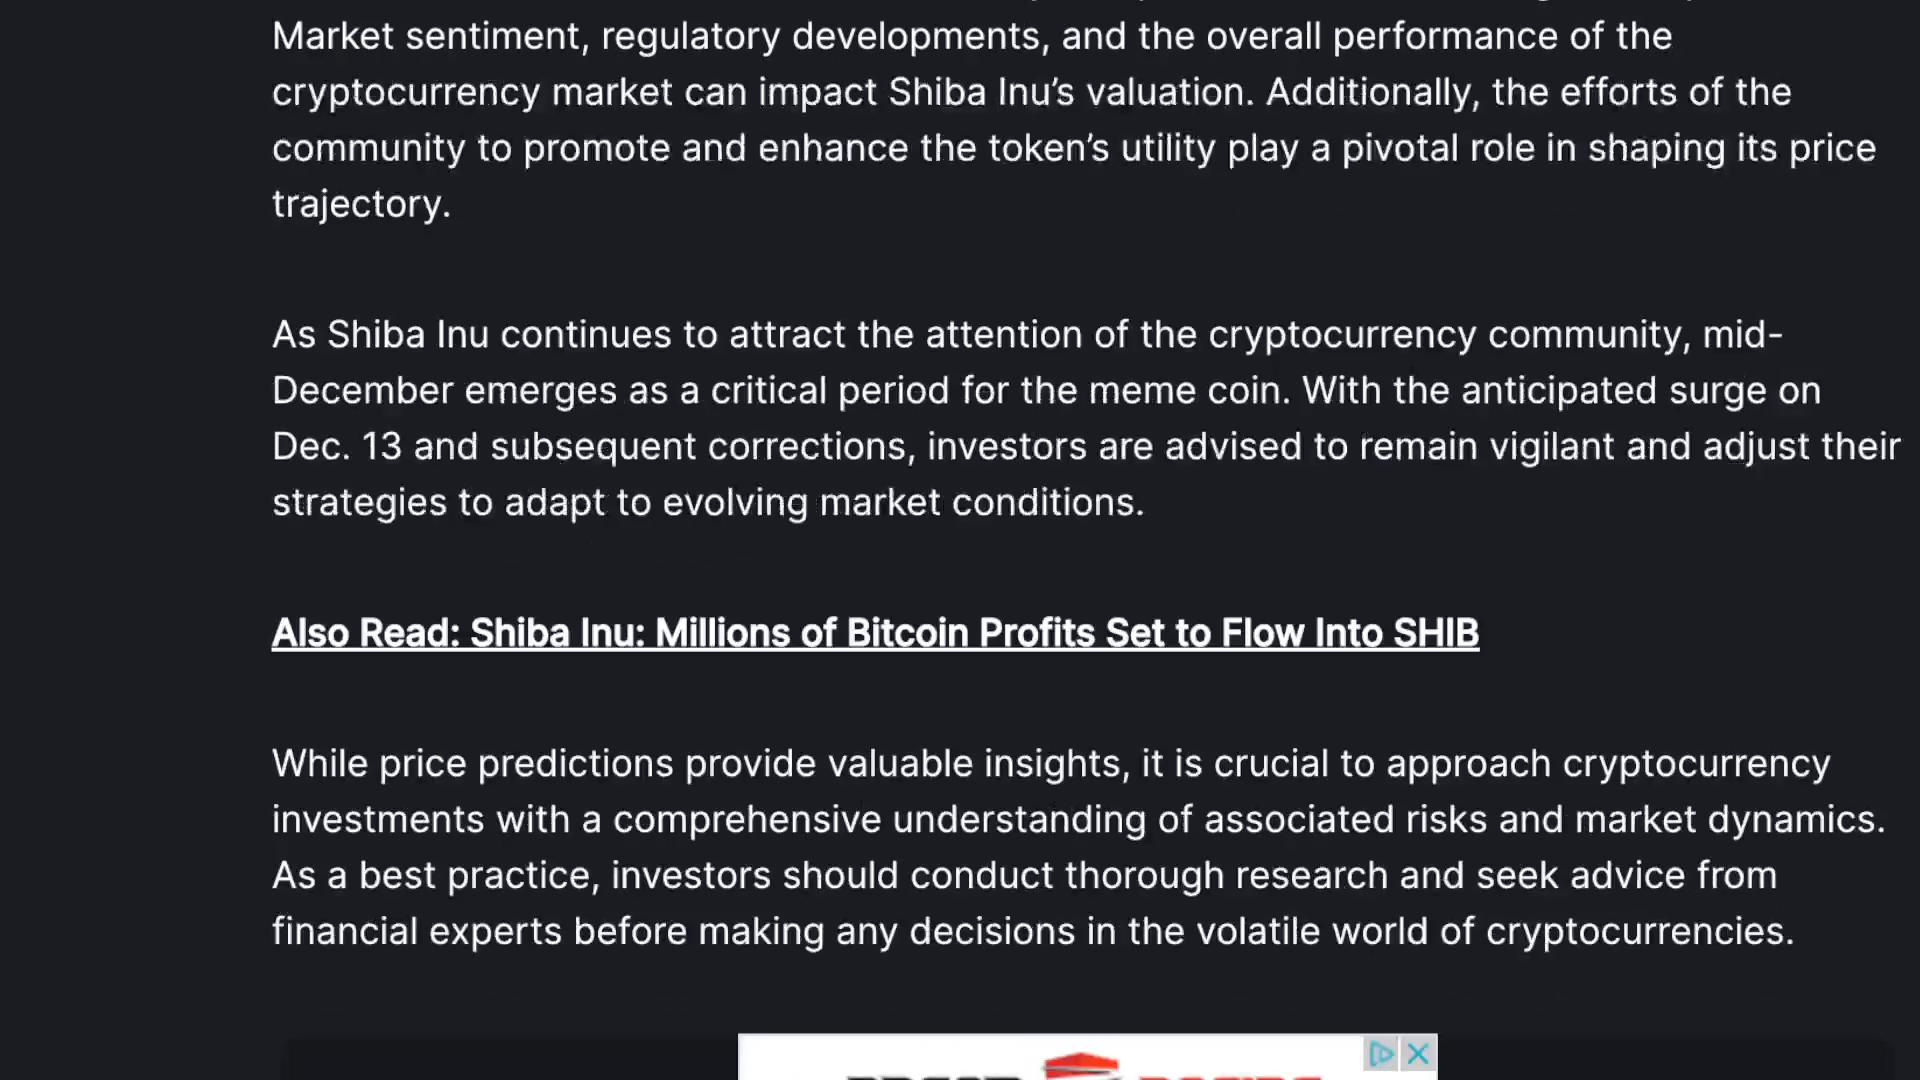 Market sentiment, regulatory developments, and the overall performance of the
cryptocurrency market can impact Shiba Inu’s valuation. Additionally, the efforts of the
community to promote and enhance the token’s utility play a pivotal role in shaping its price
trajectory.
As Shiba Inu continues to attract the attention of the cryptocurrency community, mid-
December emerges as a critical period for the meme coin. With the anticipated surge on
Dec. 13 and subsequent corrections, investors are advised to remain vigilant and adjust their
strategies to adapt to evolving market conditions.
Also Read: Shiba Inu: Millions of Bitcoin Profits Set to Flow Into SHIB
While price predictions provide valuable insights, it is crucial to approach cryptocurrency
investments with a comprehensive understanding of associated risks and market dynamics.
As a best practice, investors should conduct thorough research and seek advice from
financial experts before making any decisions in the volatile world of cryptocurrencies.